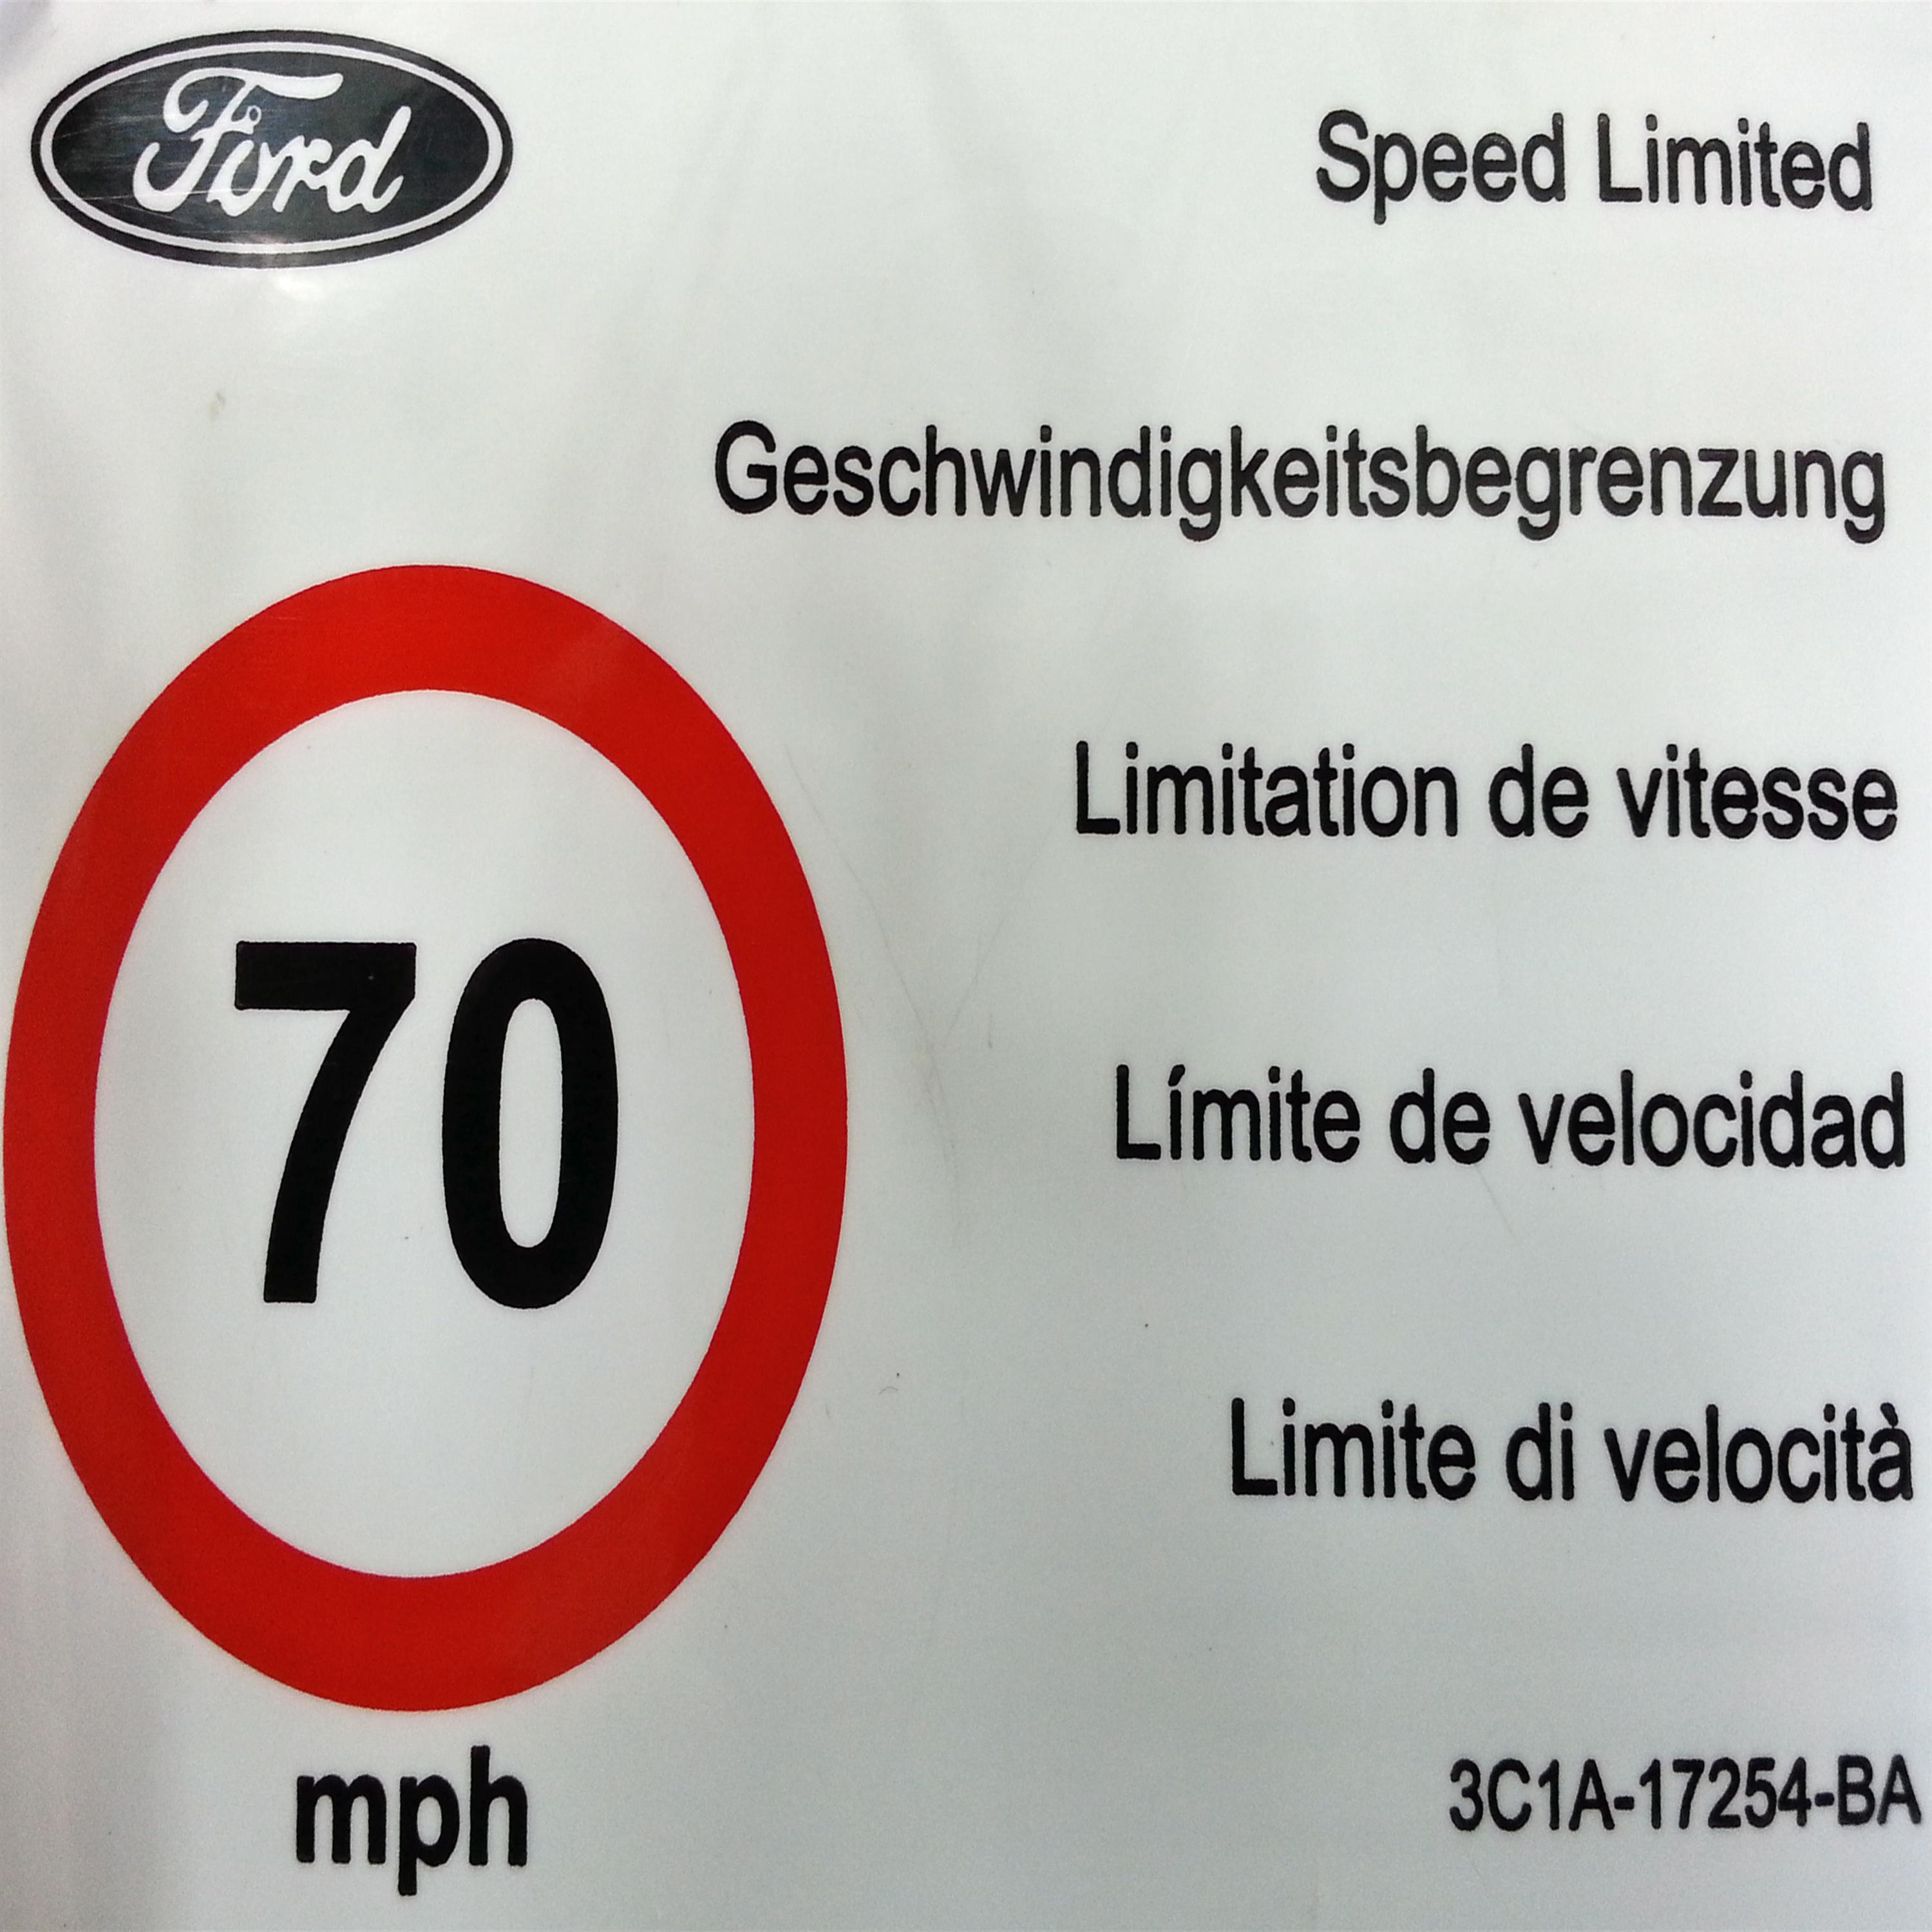 Ford
Speed Limited
Geschwindigkeitsbegrenzung
Limitation de vitesse
70
Límite de velocidad
Limite di velocità
mph
3C1A-17254-BA